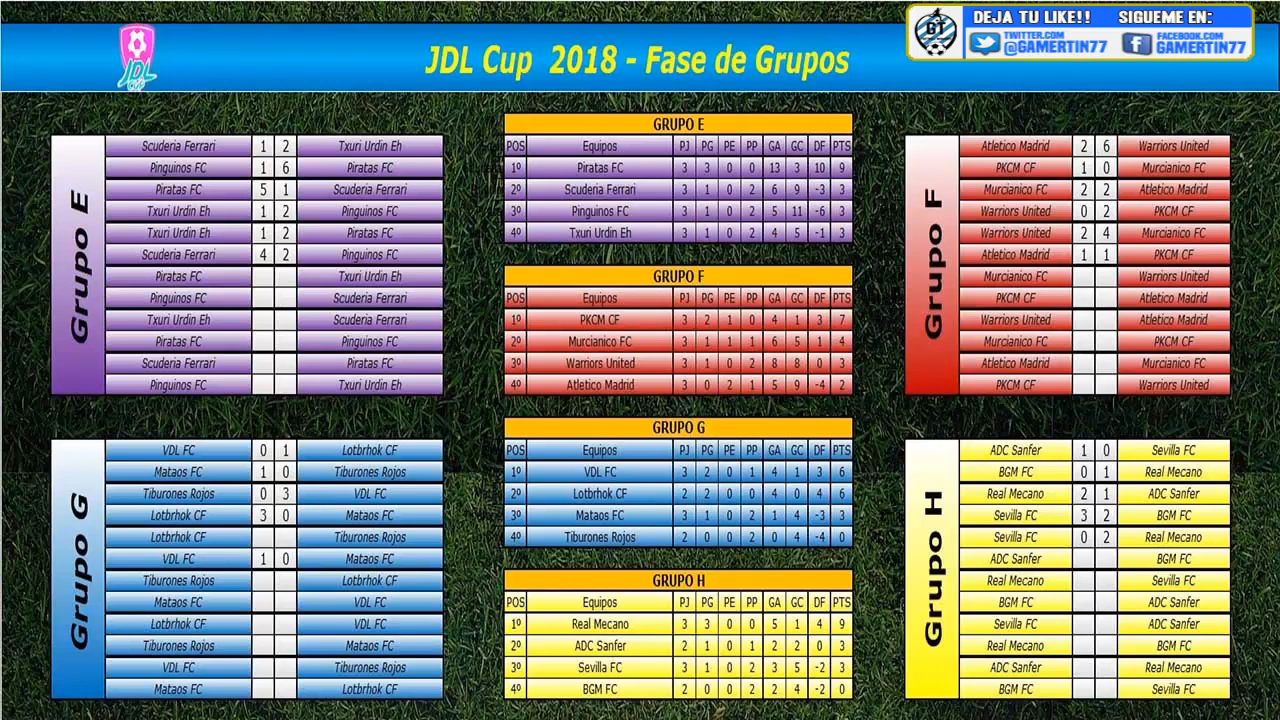 DEJA TU LIKE!! SIGUEME EN:
GT TWITTER.COM @GAMERTIN77 FACEBOOK.COM GAMERTIN77
JDL CUP
JDL Cup 2018 - Fase de Grupos
Grupo E
Scuderia Ferrari 1 2 Txuri Urdin Eh
Pinguinos FC 1 6 Piratas FC
Piratas FC 5 1 Scuderia Ferrari
Txuri Urdin Eh 1 2 Pinguinos FC
Txuri Urdin Eh 1 2 Piratas FC
Scuderia Ferrari 4 2 Pinguinos FC
Piratas FC Txuri Urdin Eh
Pinguinos FC Scuderia Ferrari
Txuri Urdin Eh Scuderia Ferrari
Piratas FC Pinguinos FC
Scuderia Ferrari Piratas FC
Pinguinos FC Txuri Urdin Eh
GRUPO E
POS Equipos PJ PG PE PP GA GC DF PTS
1º Piratas FC 3 3 0 0 13 3 10 9
2º Scuderia Ferrari 3 1 0 2 6 9 -3 3
3º Pinguinos FC 3 1 0 2 5 11 -6 3
4º Txuri Urdin Eh 3 1 0 2 4 5 -1 3
GRUPO F
POS Equipos PJ PG PE PP GA GC DF PTS
1º PKCM CF 3 2 1 0 4 1 3 7
2º Murcianico FC 3 1 1 1 6 5 1 4
3º Warriors United 3 1 0 2 8 8 0 3
4º Atletico Madrid 3 0 2 1 5 9 -4 2
Grupo F
Atletico Madrid 2 6 Warriors United
PKCM CF 1 0 Murcianico FC
Murcianico FC 2 2 Atletico Madrid
Warriors United 0 2 PKCM CF
Warriors United 2 4 Murcianico FC
Atletico Madrid 1 1 PKCM CF
Murcianico FC Warriors United
PKCM CF Atletico Madrid
Warriors United Atletico Madrid
Murcianico FC PKCM CF
Atletico Madrid Murcianico FC
PKCM CF Warriors United
Grupo G
VDL FC 0 1 Lotbrhok CF
Mataos FC 1 0 Tiburones Rojos
Tiburones Rojos 0 3 VDL FC
Lotbrhok CF 3 0 Mataos FC
Lotbrhok CF Tiburones Rojos
VDL FC 1 0 Mataos FC
Tiburones Rojos Lotbrhok CF
Mataos FC VDL FC
Lotbrhok CF VDL FC
Tiburones Rojos Mataos FC
VDL FC Tiburones Rojos
Mataos FC Lotbrhok CF
GRUPO G
POS Equipos PJ PG PE PP GA GC DF PTS
1º VDL FC 3 2 0 1 4 1 3 6
2º Lotbrhok CF 2 2 0 0 4 0 4 6
3º Mataos FC 3 1 0 2 1 4 -3 3
4º Tiburones Rojos 2 0 0 2 0 4 -4 0
GRUPO H
POS Equipos PJ PG PE PP GA GC DF PTS
1º Real Mecano 3 3 0 0 5 1 4 9
2º ADC Sanfer 2 1 0 1 2 2 0 3
3º Sevilla FC 3 1 0 2 3 5 -2 3
4º BGM FC 2 0 0 2 2 4 -2 0
Grupo H
ADC Sanfer 1 0 Sevilla FC
BGM FC 0 1 Real Mecano
Real Mecano 2 1 ADC Sanfer
Sevilla FC 3 2 BGM FC
Sevilla FC 0 2 Real Mecano
ADC Sanfer BGM FC
Real Mecano Sevilla FC
BGM FC ADC Sanfer
Sevilla FC ADC Sanfer
Real Mecano BGM FC
ADC Sanfer Real Mecano
BGM FC Sevilla FC